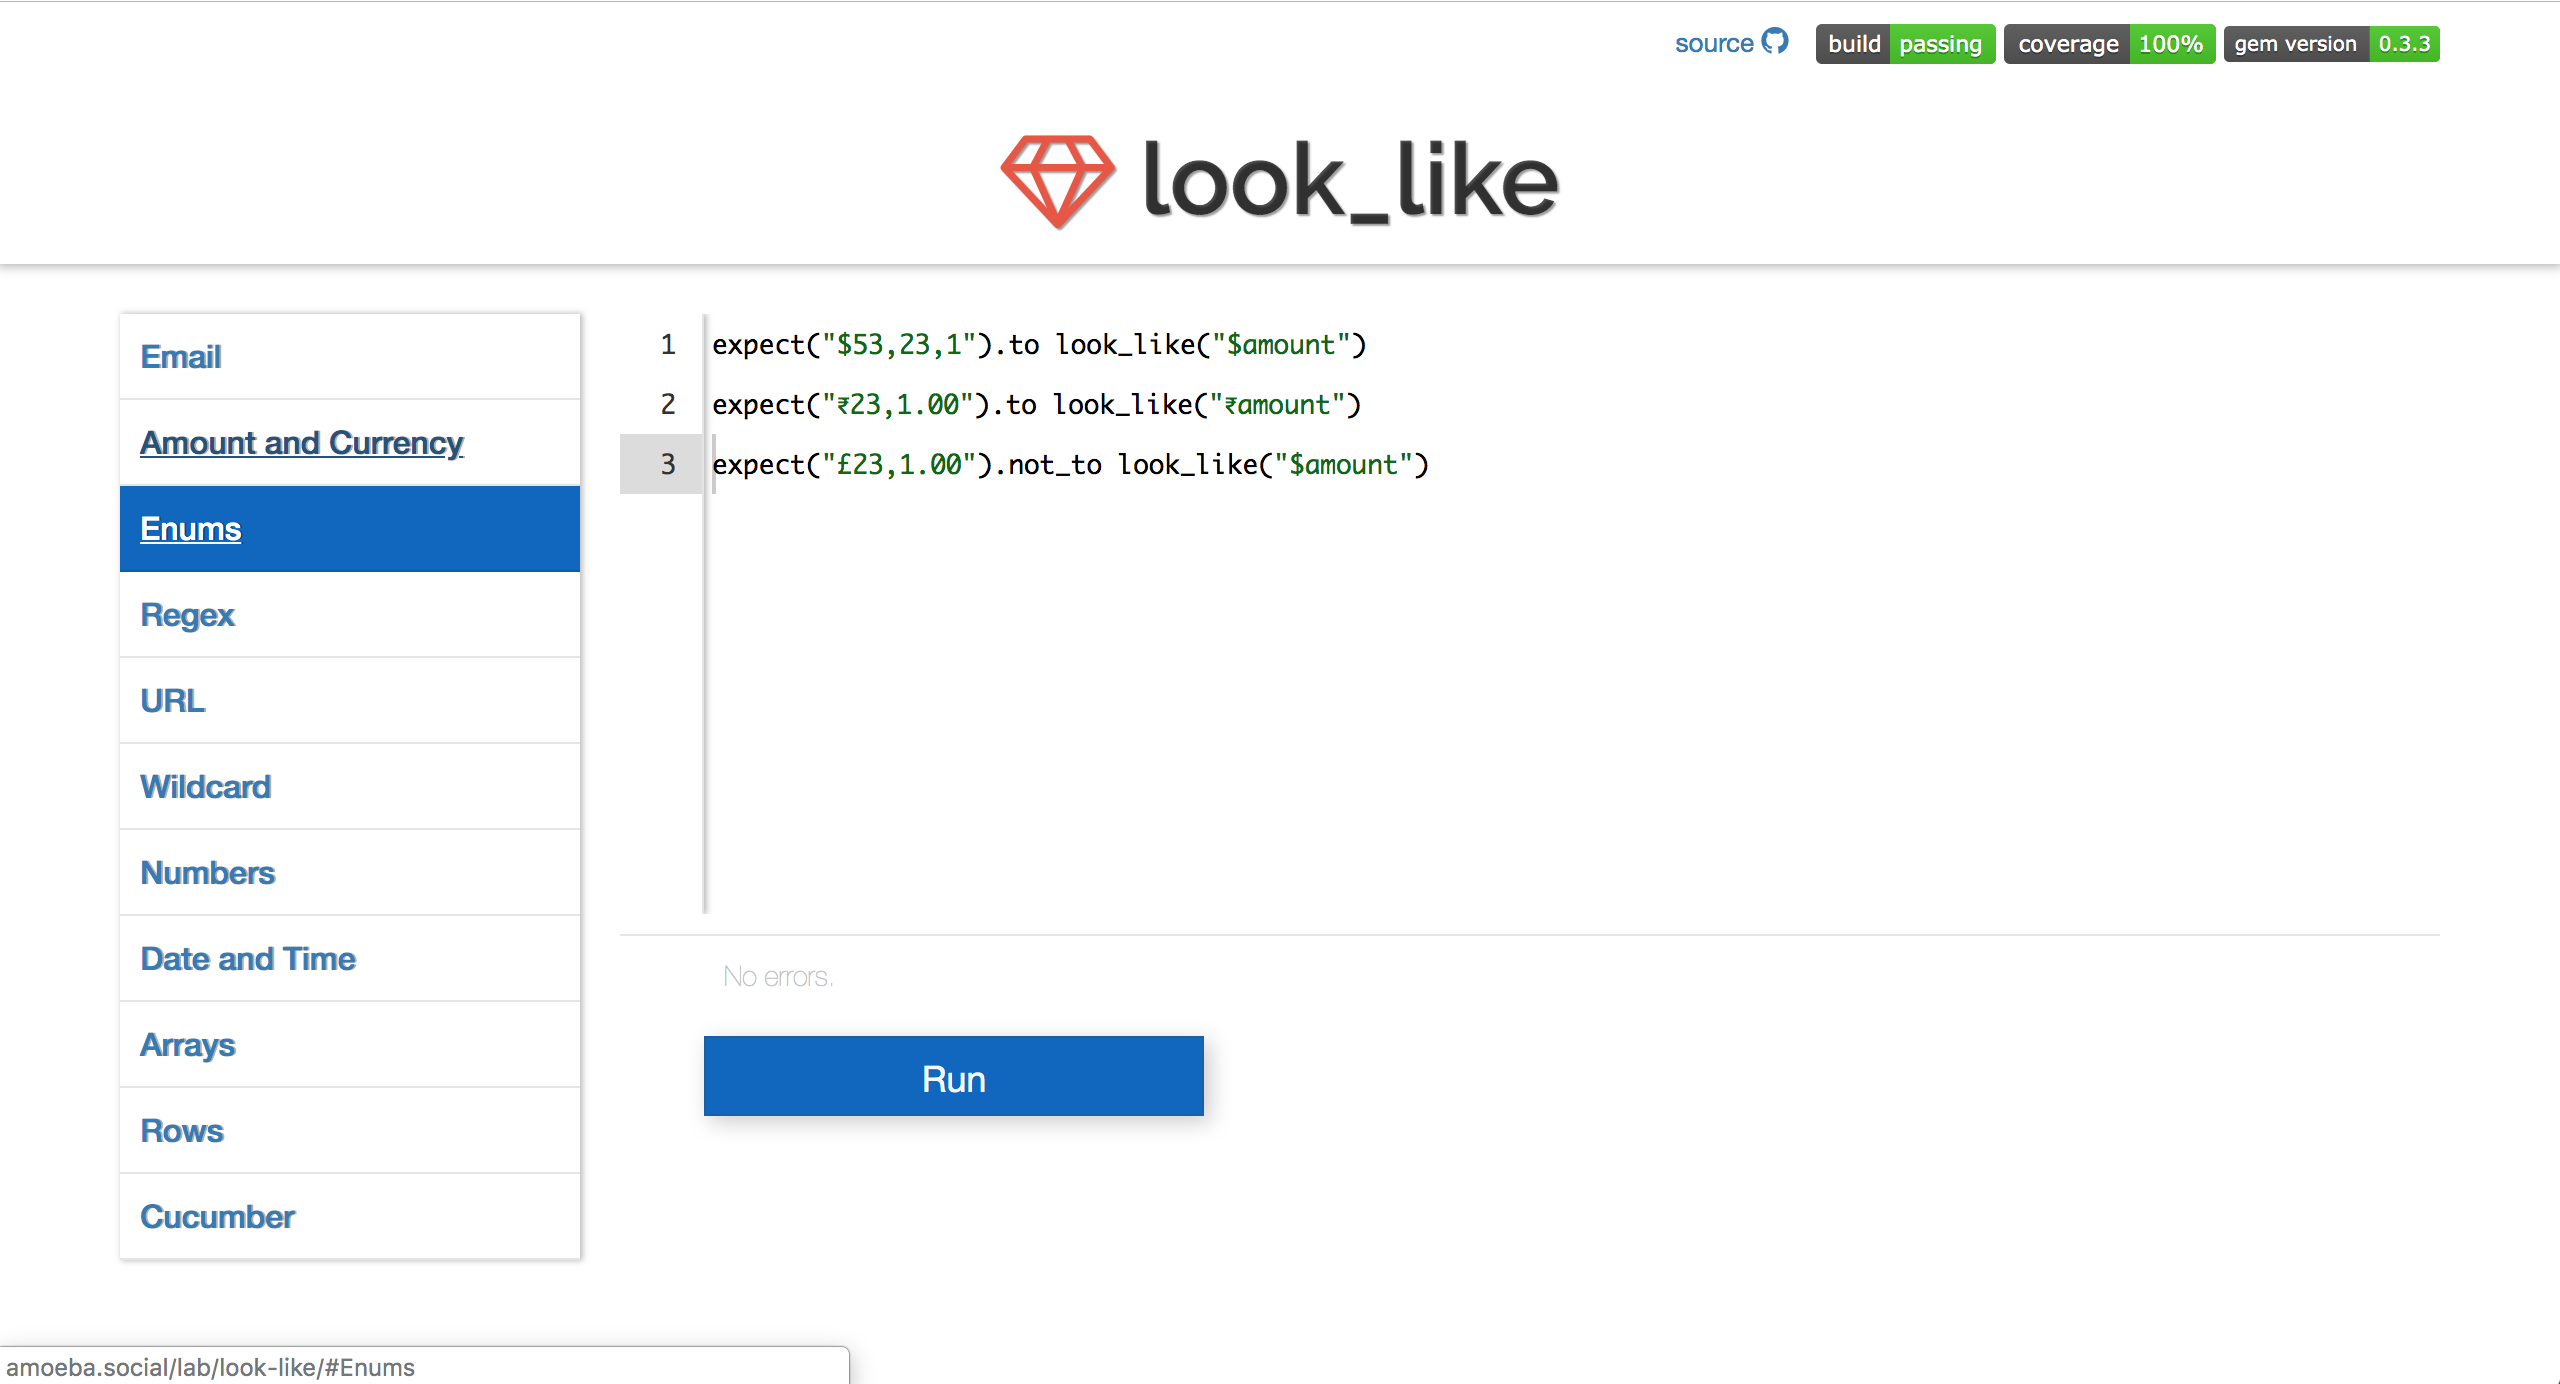 source build passing coverage 100% gem version 0.3.3
look_like
Email
Amount and Currency
Enums
Regex
URL
Wildcard
Numbers
Date and Time
Arrays
Rows
Cucumber
1 expect("$53,23,1").to look_like("$amount")
2 expect("₹23,1.00").to look_like("₹amount")
3 expect("£23,1.00").not_to look_like("$amount")
No errors.
Run
amoeba.social/lab/look-like/#Enums